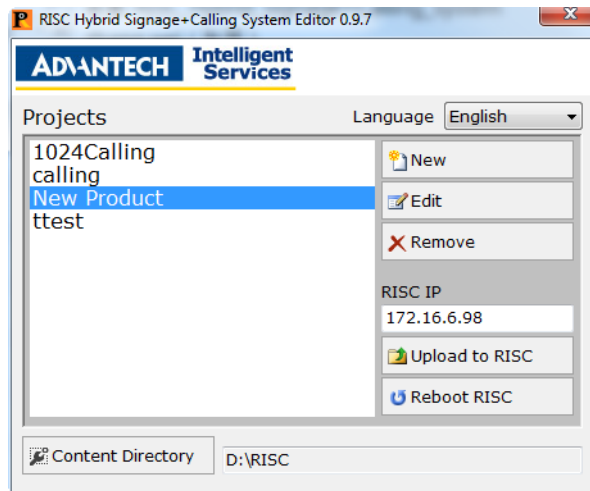 RISC Hybrid Signage+Calling System Editor 0.9.7
ADVANTECH Intelligent Services
Projects
Language English
1024Calling
calling
New Product
ttest
New
Edit
Remove
RISC IP
172.16.6.98
Upload to RISC
Reboot RISC
Content Directory D:\RISC